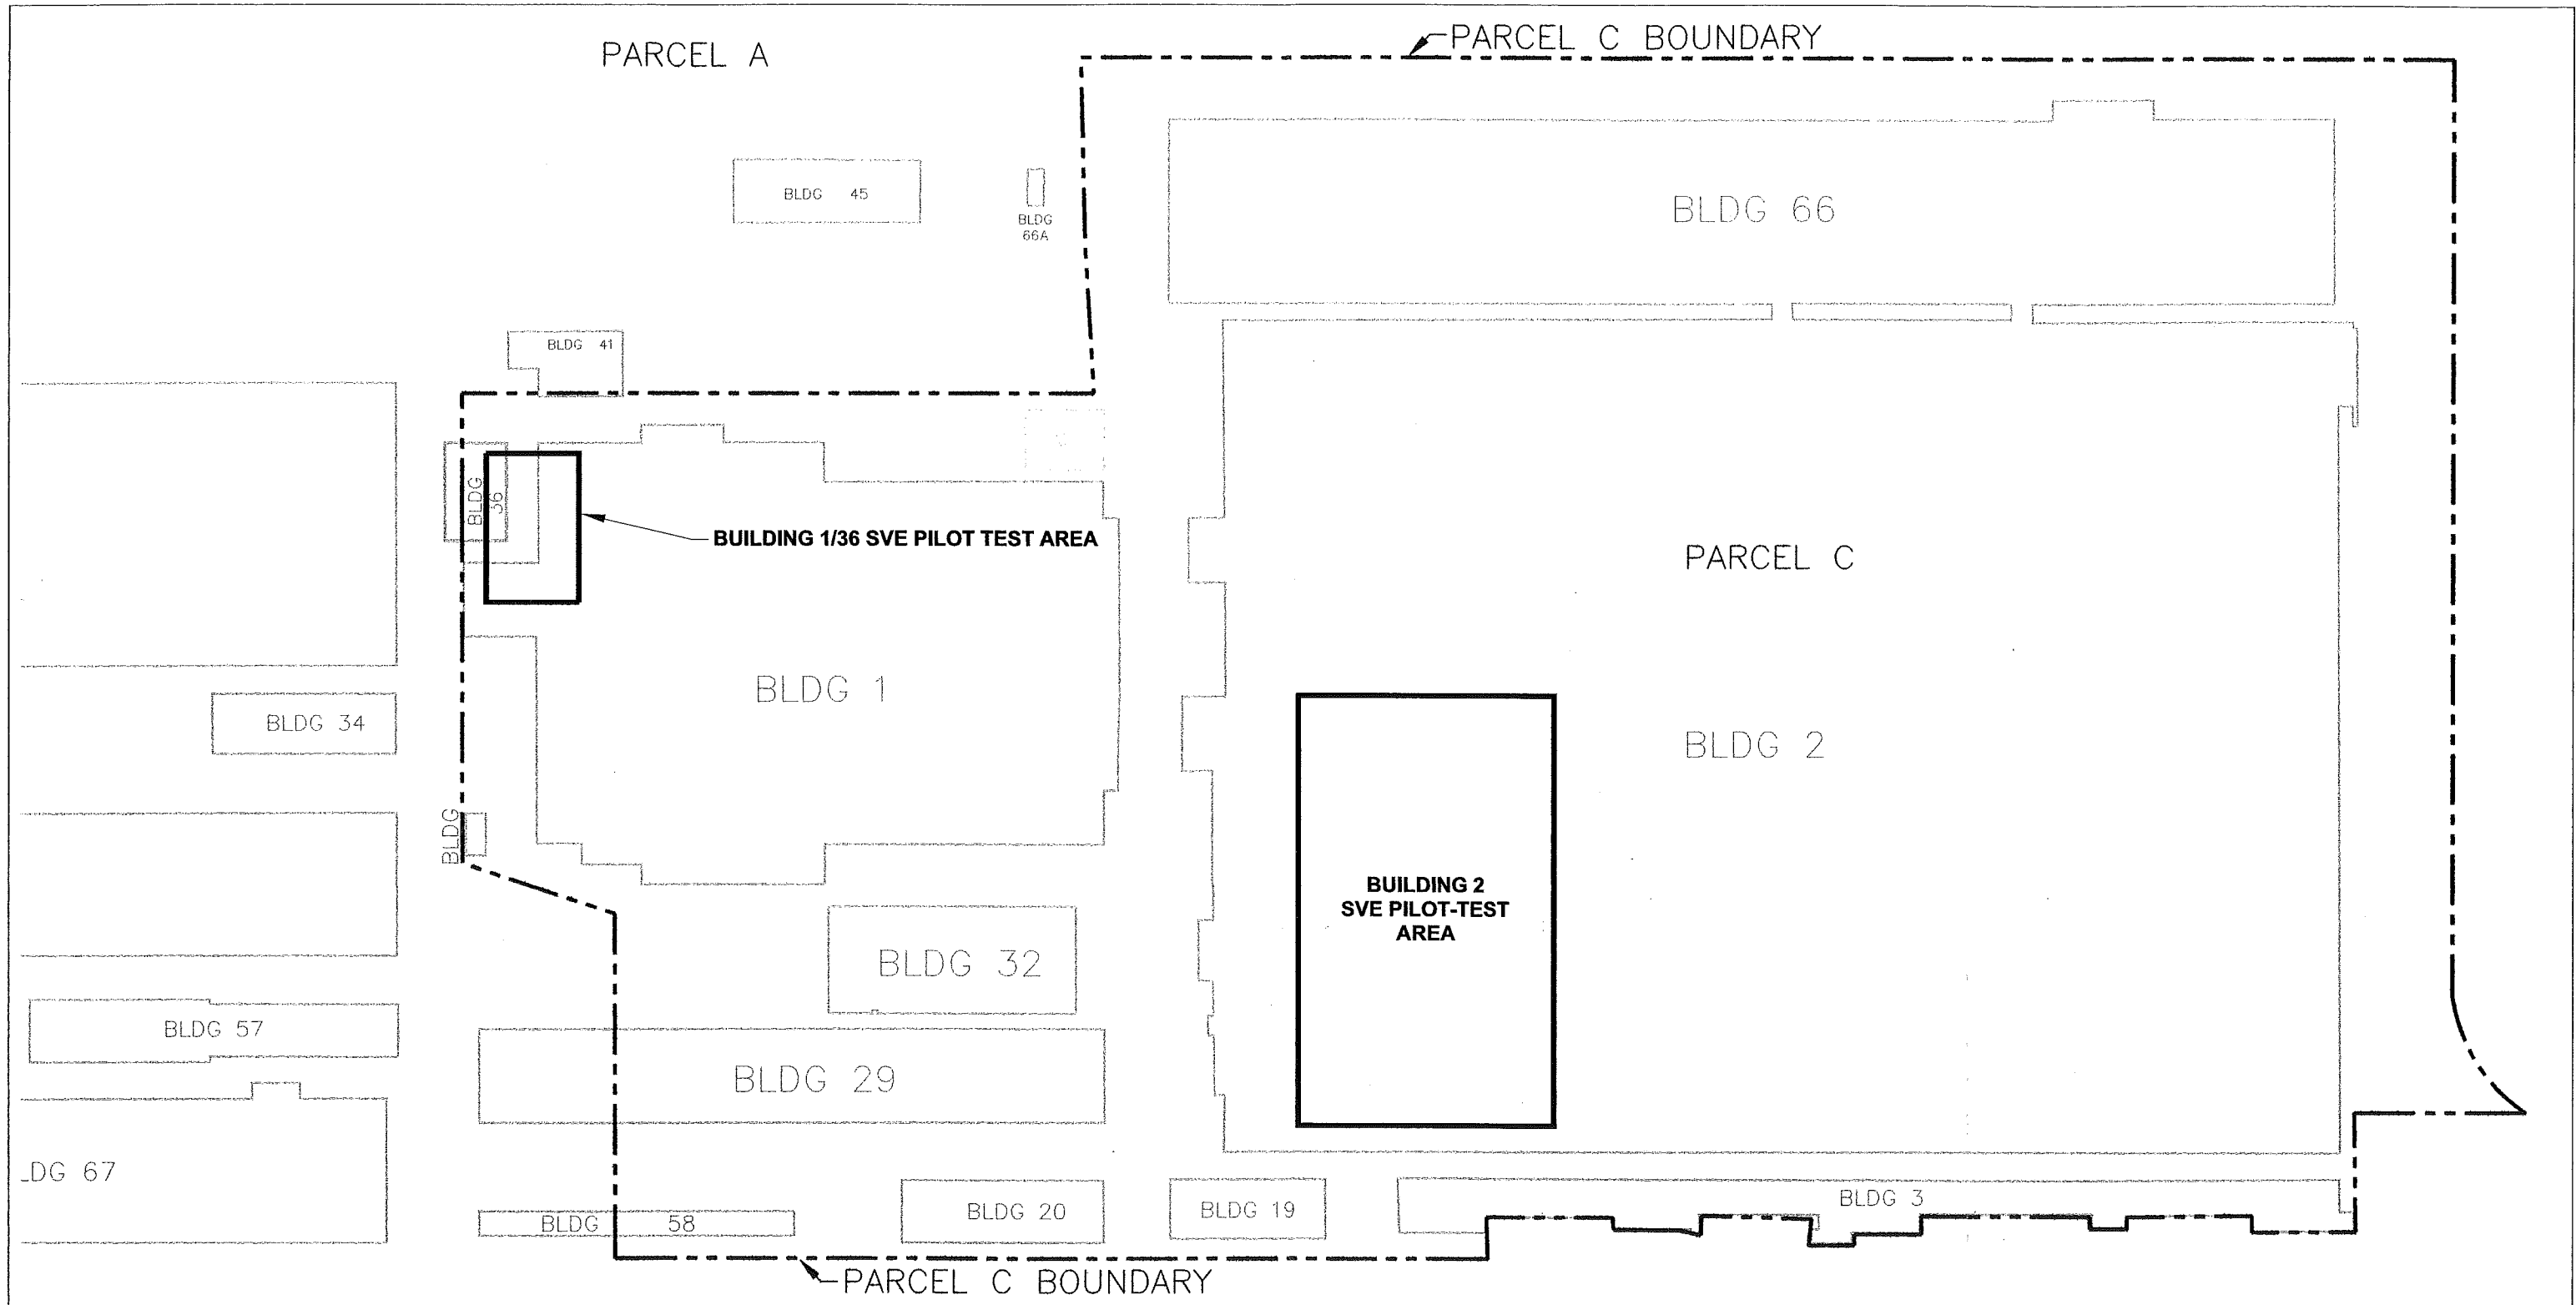 PARCEL A
PARCEL C BOUNDARY
BLDG 45
BLDG
66A
BLDG 66
BLDG 41
BLDG
36
BUILDING 1/36 SVE PILOT TEST AREA
PARCEL C
BLDG 1
BLDG 34
BLDG 2
BLDG
BUILDING 2
SVE PILOT-TEST
AREA
BLDG 32
BLDG 57
BLDG 29
LDG 67
BLDG 58
BLDG 20
BLDG 19
BLDG 3
PARCEL C BOUNDARY